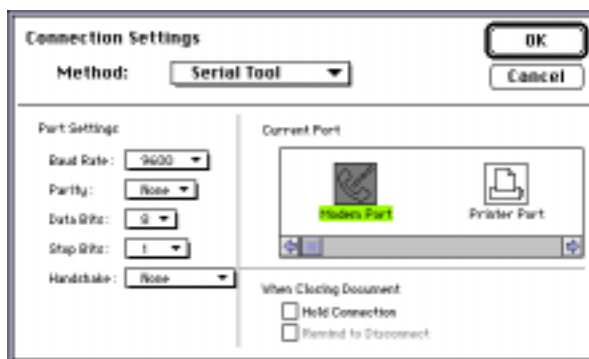 Connection Settings
OK
Method: Serial Tool
Cancel
Port Settings
Baud Rate: 9600
Parity: None
Data Bits: 8
Stop Bits: 1
Handshake: None
Current Port
Modem Port
Printer Port
When Closing Document
Hold Connection
Remind to Disconnect